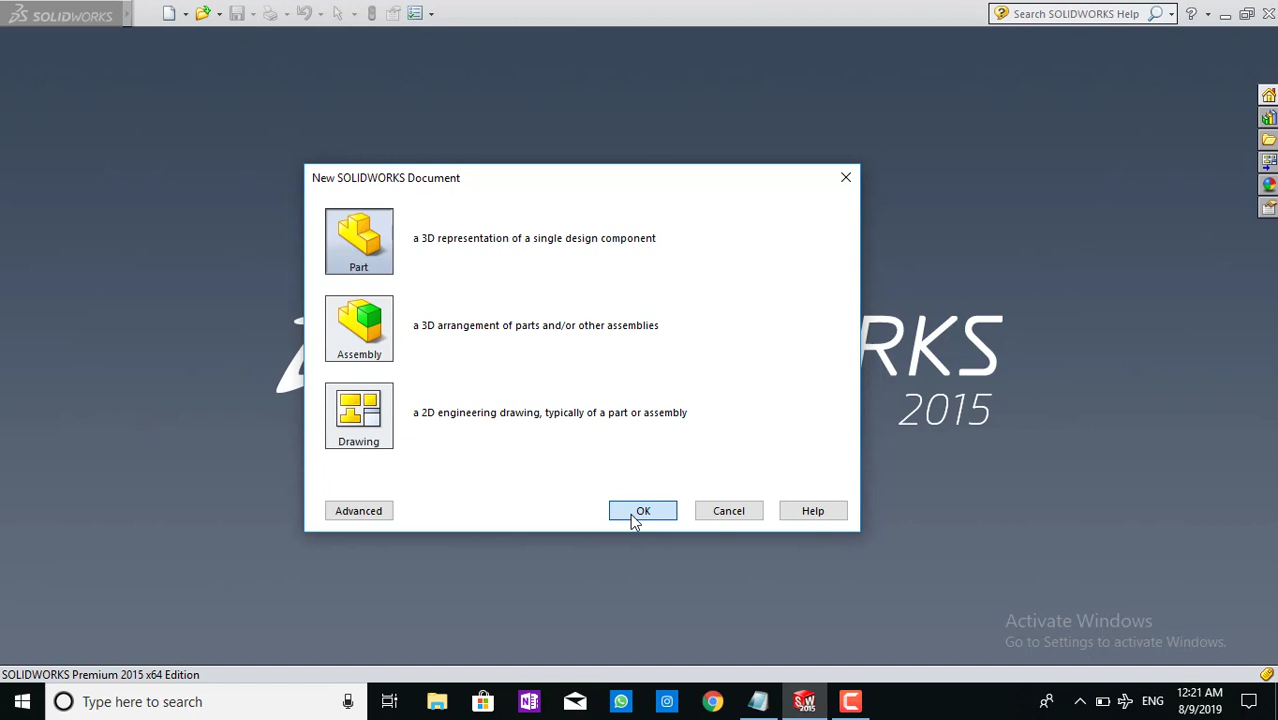 SOLIDWORKS
Search SOLIDWORKS Help
New SOLIDWORKS Document
Part
a 3D representation of a single design component
Assembly
a 3D arrangement of parts and/or other assemblies
Drawing
a 2D engineering drawing, typically of a part or assembly
Advanced
OK
Cancel
Help
RKS
2015
Activate Windows
Go to Settings to activate Windows.
SOLIDWORKS Premium 2015 x64 Edition
Type here to search
SW
2015
ENG
12:21 AM
8/9/2019